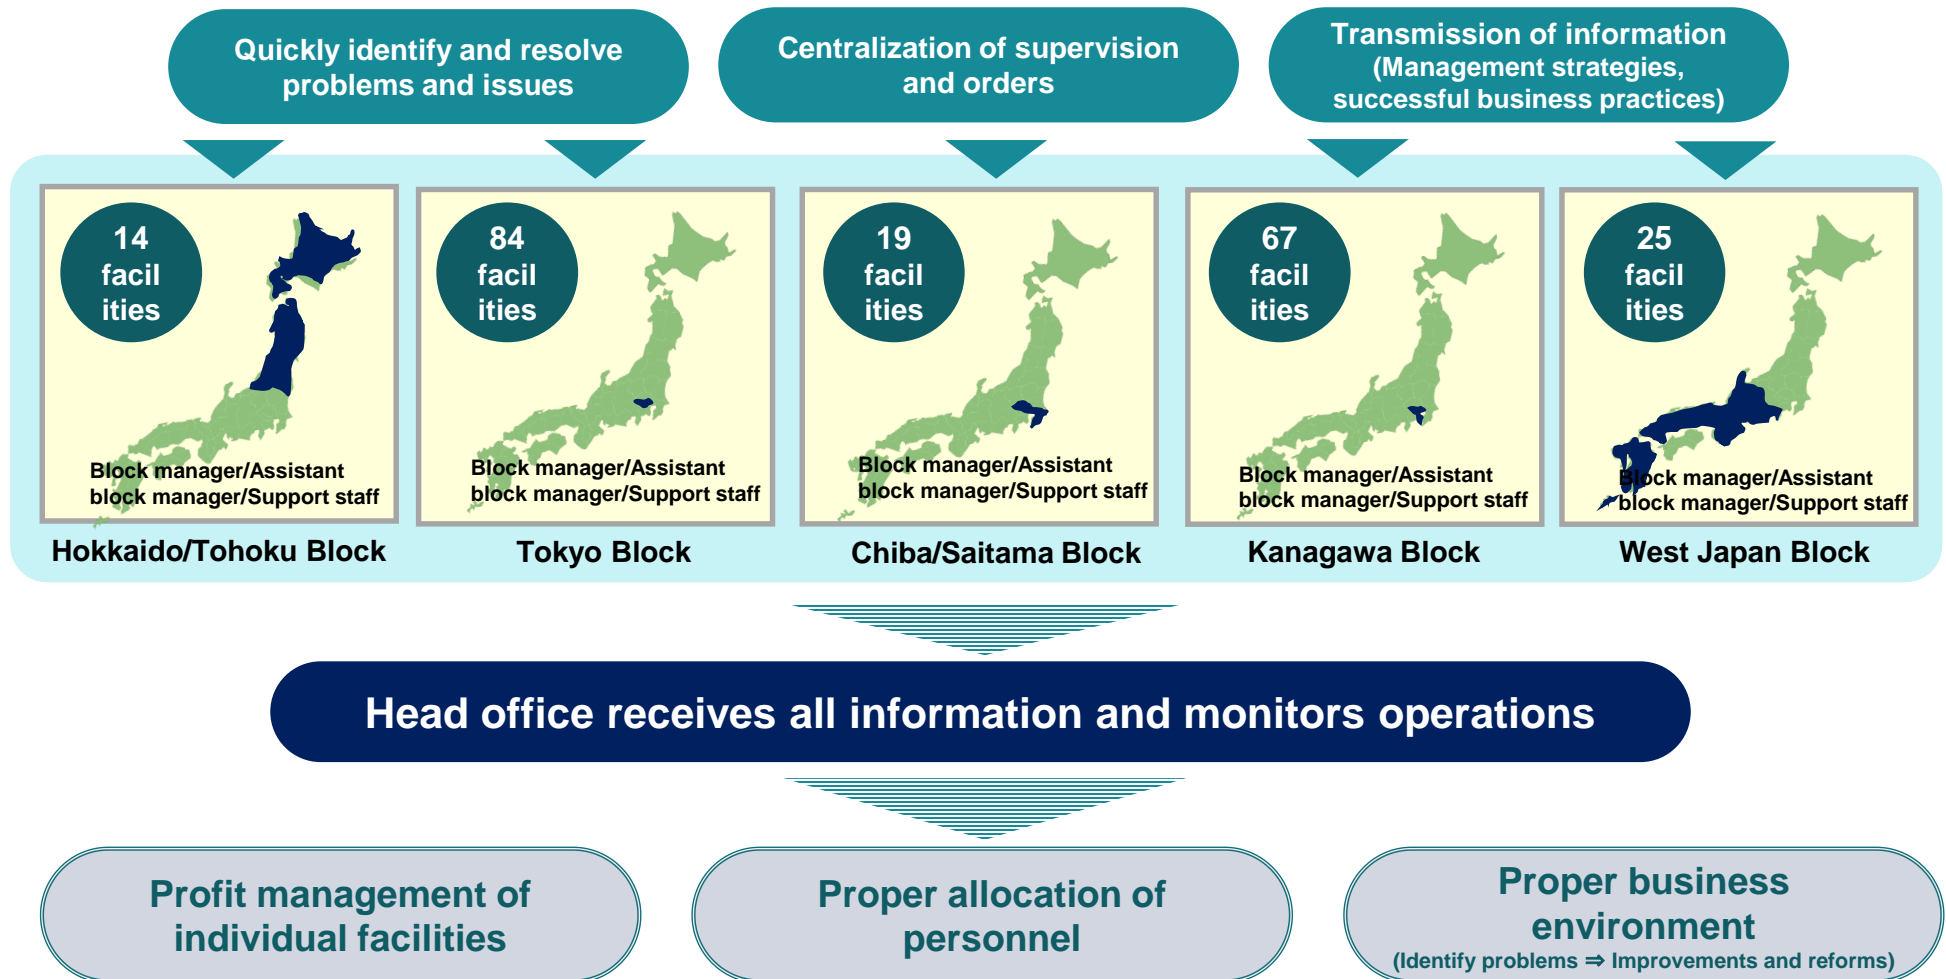 Quickly identify and resolve
problems and issues
Centralization of supervision
and orders
Transmission of information
(Management strategies,
successful business practices)
14
facil
ities
Block manager/Assistant
block manager/Support staff
Hokkaido/Tohoku Block
84
facil
ities
Block manager/Assistant
block manager/Support staff
Tokyo Block
19
facil
ities
Block manager/Assistant
block manager/Support staff
Chiba/Saitama Block
67
facil
ities
Block manager/Assistant
block manager/Support staff
Kanagawa Block
25
facil
ities
Block manager/Assistant
block manager/Support staff
West Japan Block
Head office receives all information and monitors operations
Profit management of
individual facilities
Proper allocation of
personnel
Proper business
environment
(Identify problems ⇒ Improvements and reforms)